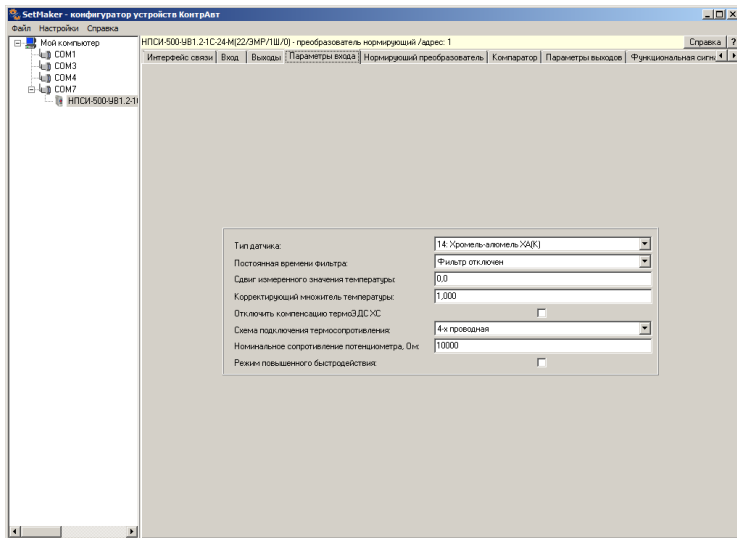 SetMaker - конфигуратор устройств КонтрАвт
Файл Настройки Справка
Мой компьютер
COM1
COM3
COM4
COM7
НПСИ-500-УВ1.2-1
НПСИ-500-УВ1.2-1С-24-М(22/ЭМР/1Ш/0) - преобразователь нормирующий /адрес: 1 Справка ?
Интерфейс связи Вход Выходы Параметры входа Нормирующий преобразователь Компаратор Параметры выходов Функциональная сигн
Тип датчика: 14: Хромель-алюмель ХА(К)
Постоянная времени фильтра: Фильтр отключен
Сдвиг измеренного значения температуры: 0,0
Корректирующий множитель температуры: 1,000
Отключить компенсацию термоЭДС ХС
Схема подключения термосопротивления: 4-х проводная
Номинальное сопротивление потенциометра, Ом: 10000
Режим повышенного быстродействия: